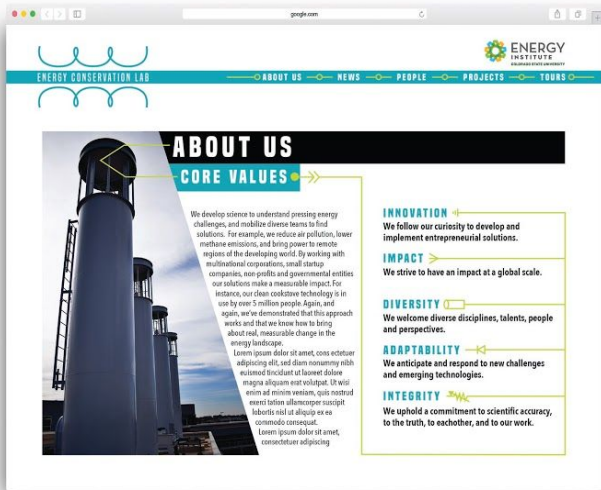 google.com
ENERGY
INSTITUTE
COLORADO STATE UNIVERSITY
ENERGY CONSERVATION LAB
ABOUT US
NEWS
PEOPLE
PROJECTS
TOURS
ABOUT US
CORE VALUES
We develop science to understand pressing energy
challenges, and mobilize diverse teams to find
solutions. For example, we reduce air pollution, lower
methane emissions, and bring power to remote
regions of the developing world. By working with
multinational corporations, small startup
companies, non-profits and governmental entities
our solutions make a measurable impact. For
instance, our clean cookstove technology is in
use by over 5 million people. Again, and
again, we've demonstrated that this approach
works and that we know how to bring
about real, measurable change in the
energy landscape.
Lorem ipsum dolor sit amet, cons ectetuer
adipiscing elit, sed diam nonummy nibh
euismod tincidunt ut laoreet dolore
magna aliquam erat volutpat. Ut wisi
enim ad minim veniam, quis nostrud
exerci tation ullamcorper suscipit
lobortis nisl ut aliquip ex ea
commodo consequat.
Lorem ipsum dolor sit amet,
consectetuer adipiscing
INNOVATION
We follow our curiosity to develop and
implement entrepreneurial solutions.
IMPACT
We strive to have an impact at a global scale.
DIVERSITY
We welcome diverse disciplines, talents, people
and perspectives.
ADAPTABILITY
We anticipate and respond to new challenges
and emerging technologies.
INTEGRITY
We uphold a commitment to scientific accuracy,
to the truth, to eachother, and to our work.